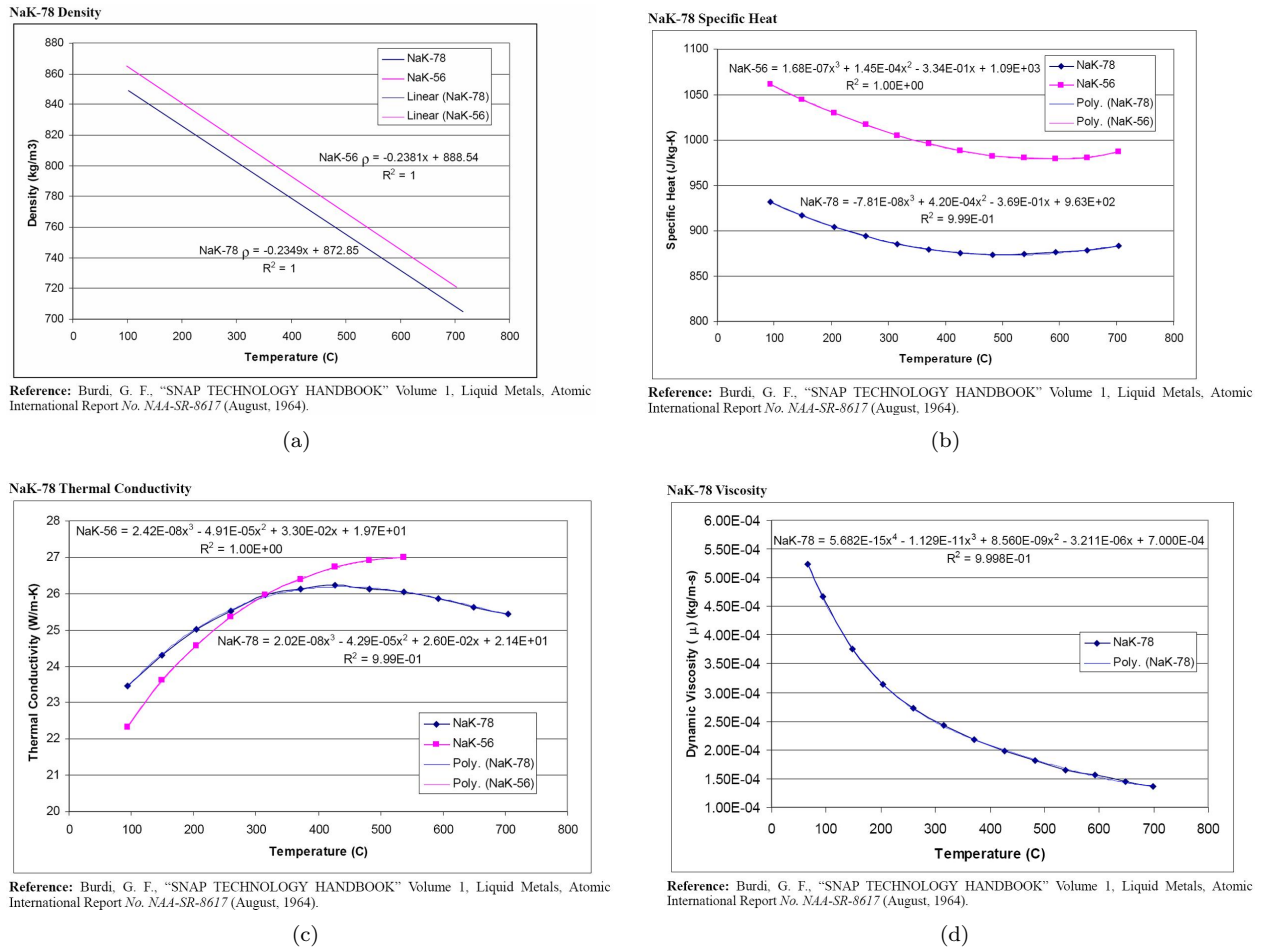 NaK-78 Density
880
860
840
820
800
780
760
740
720
700
Density (kg/m3)
NaK-78
NaK-56
Linear (NaK-78)
Linear (NaK-56)
NaK-56 ρ = -0.2381x + 888.54
R² = 1
NaK-78 ρ = -0.2349x + 872.85
R² = 1
0 100 200 300 400 500 600 700 800
Temperature (C)
Reference: Burdi, G. F., “SNAP TECHNOLOGY HANDBOOK” Volume 1, Liquid Metals, Atomic
International Report No. NAA-SR-8617 (August, 1964).
(a)
NaK-78 Specific Heat
1100
1050
1000
950
900
850
800
Specific Heat (J/kg-K)
NaK-56 = 1.68E-07x³ + 1.45E-04x² - 3.34E-01x + 1.09E+03
R² = 1.00E+00
NaK-78
NaK-56
Poly. (NaK-78)
Poly. (NaK-56)
NaK-78 = -7.81E-08x³ + 4.20E-04x² - 3.69E-01x + 9.63E+02
R² = 9.99E-01
0 100 200 300 400 500 600 700 800
Temperature (C)
Reference: Burdi, G. F., “SNAP TECHNOLOGY HANDBOOK” Volume 1, Liquid Metals, Atomic
International Report No. NAA-SR-8617 (August, 1964).
(b)
NaK-78 Thermal Conductivity
28
27
26
25
24
23
22
21
20
Thermal Conductivity (W/m-K)
NaK-56 = 2.42E-08x³ - 4.91E-05x² + 3.30E-02x + 1.97E+01
R² = 1.00E+00
NaK-78 = 2.02E-08x³ - 4.29E-05x² + 2.60E-02x + 2.14E+01
R² = 9.99E-01
NaK-78
NaK-56
Poly. (NaK-78)
Poly. (NaK-56)
0 100 200 300 400 500 600 700 800
Temperature (C)
Reference: Burdi, G. F., “SNAP TECHNOLOGY HANDBOOK” Volume 1, Liquid Metals, Atomic
International Report No. NAA-SR-8617 (August, 1964).
(c)
NaK-78 Viscosity
6.00E-04
5.50E-04
5.00E-04
4.50E-04
4.00E-04
3.50E-04
3.00E-04
2.50E-04
2.00E-04
1.50E-04
1.00E-04
Dynamic Viscosity ( μ) (kg/m-s)
NaK-78 = 5.682E-15x⁴ - 1.129E-11x³ + 8.560E-09x² - 3.211E-06x + 7.000E-04
R² = 9.998E-01
NaK-78
Poly. (NaK-78)
0 100 200 300 400 500 600 700 800
Temperature (C)
Reference: Burdi, G. F., “SNAP TECHNOLOGY HANDBOOK” Volume 1, Liquid Metals, Atomic
International Report No. NAA-SR-8617 (August, 1964).
(d)